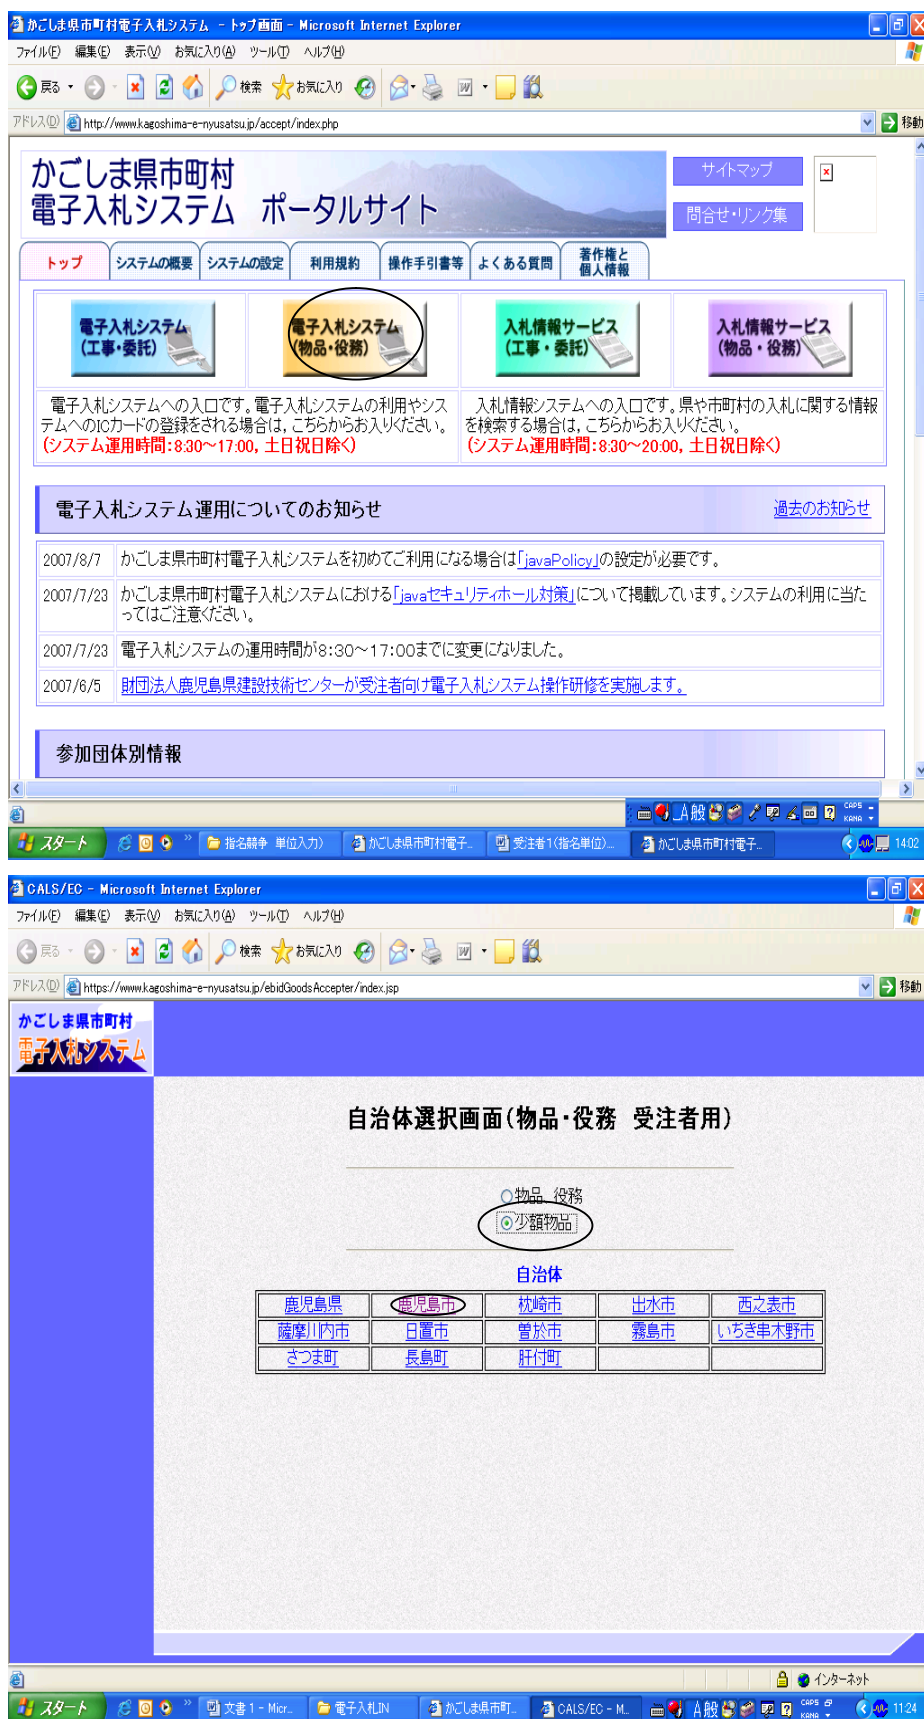 かごしま県市町村電子入札システム - トップ画面 - Microsoft Internet Explorer
ファイル(F) 編集(E) 表示(V) お気に入り(A) ツール(T) ヘルプ(H)
戻る 検索 お気に入り
アドレス(D) http://www.kagoshima-e-nyusatsu.jp/accept/index.php 移動
かごしま県市町村
電子入札システム ポータルサイト
サイトマップ
問合せ・リンク集
トップ システムの概要 システムの設定 利用規約 操作手引書等 よくある質問 著作権と個人情報
電子入札システム(工事・委託)
電子入札システム(物品・役務)
入札情報サービス(工事・委託)
入札情報サービス(物品・役務)
電子入札システムへの入口です。電子入札システムの利用やシス
テムへのICカードの登録をされる場合は、こちらからお入りください。
(システム運用時間：8:30～17:00, 土日祝日除く)
入札情報システムへの入口です。県や市町村の入札に関する情報
を検索する場合は、こちらからお入りください。
(システム運用時間：8:30～20:00, 土日祝日除く)
電子入札システム運用についてのお知らせ 過去のお知らせ
2007/8/7 かごしま県市町村電子入札システムを初めてご利用になる場合は「javaPolicy」の設定が必要です。
2007/7/23 かごしま県市町村電子入札システムにおける「javaセキュリティホール対策」について掲載しています。システムの利用に当た
ってはご注意ください。
2007/7/23 電子入札システムの運用時間が8:30～17:00までに変更になりました。
2007/6/5 財団法人鹿児島県建設技術センターが受注者向け電子入札システム操作研修を実施します。
参加団体別情報
A 般 CAPS KANA
スタート 指名競争 単位入力) かごしま県市町村電子... 受注者1(指名単位)... かごしま県市町村電子... 14:02
CALS/EC - Microsoft Internet Explorer
ファイル(F) 編集(E) 表示(V) お気に入り(A) ツール(T) ヘルプ(H)
戻る 検索 お気に入り
アドレス(D) https://www.kagoshima-e-nyusatsu.jp/ebidGoodsAccepter/index.jsp 移動
かごしま県市町村
電子入札システム
自治体選択画面(物品・役務 受注者用)
物品、役務
少額物品
自治体
鹿児島県 鹿児島市 枕崎市 出水市 西之表市
薩摩川内市 日置市 曽於市 霧島市 いちき串木野市
さつま町 長島町 肝付町
インターネット
スタート 文書 1 - Micr... 電子入札IN かごしま県市町... CALS/EC - M... A 般 CAPS KANA 11:24